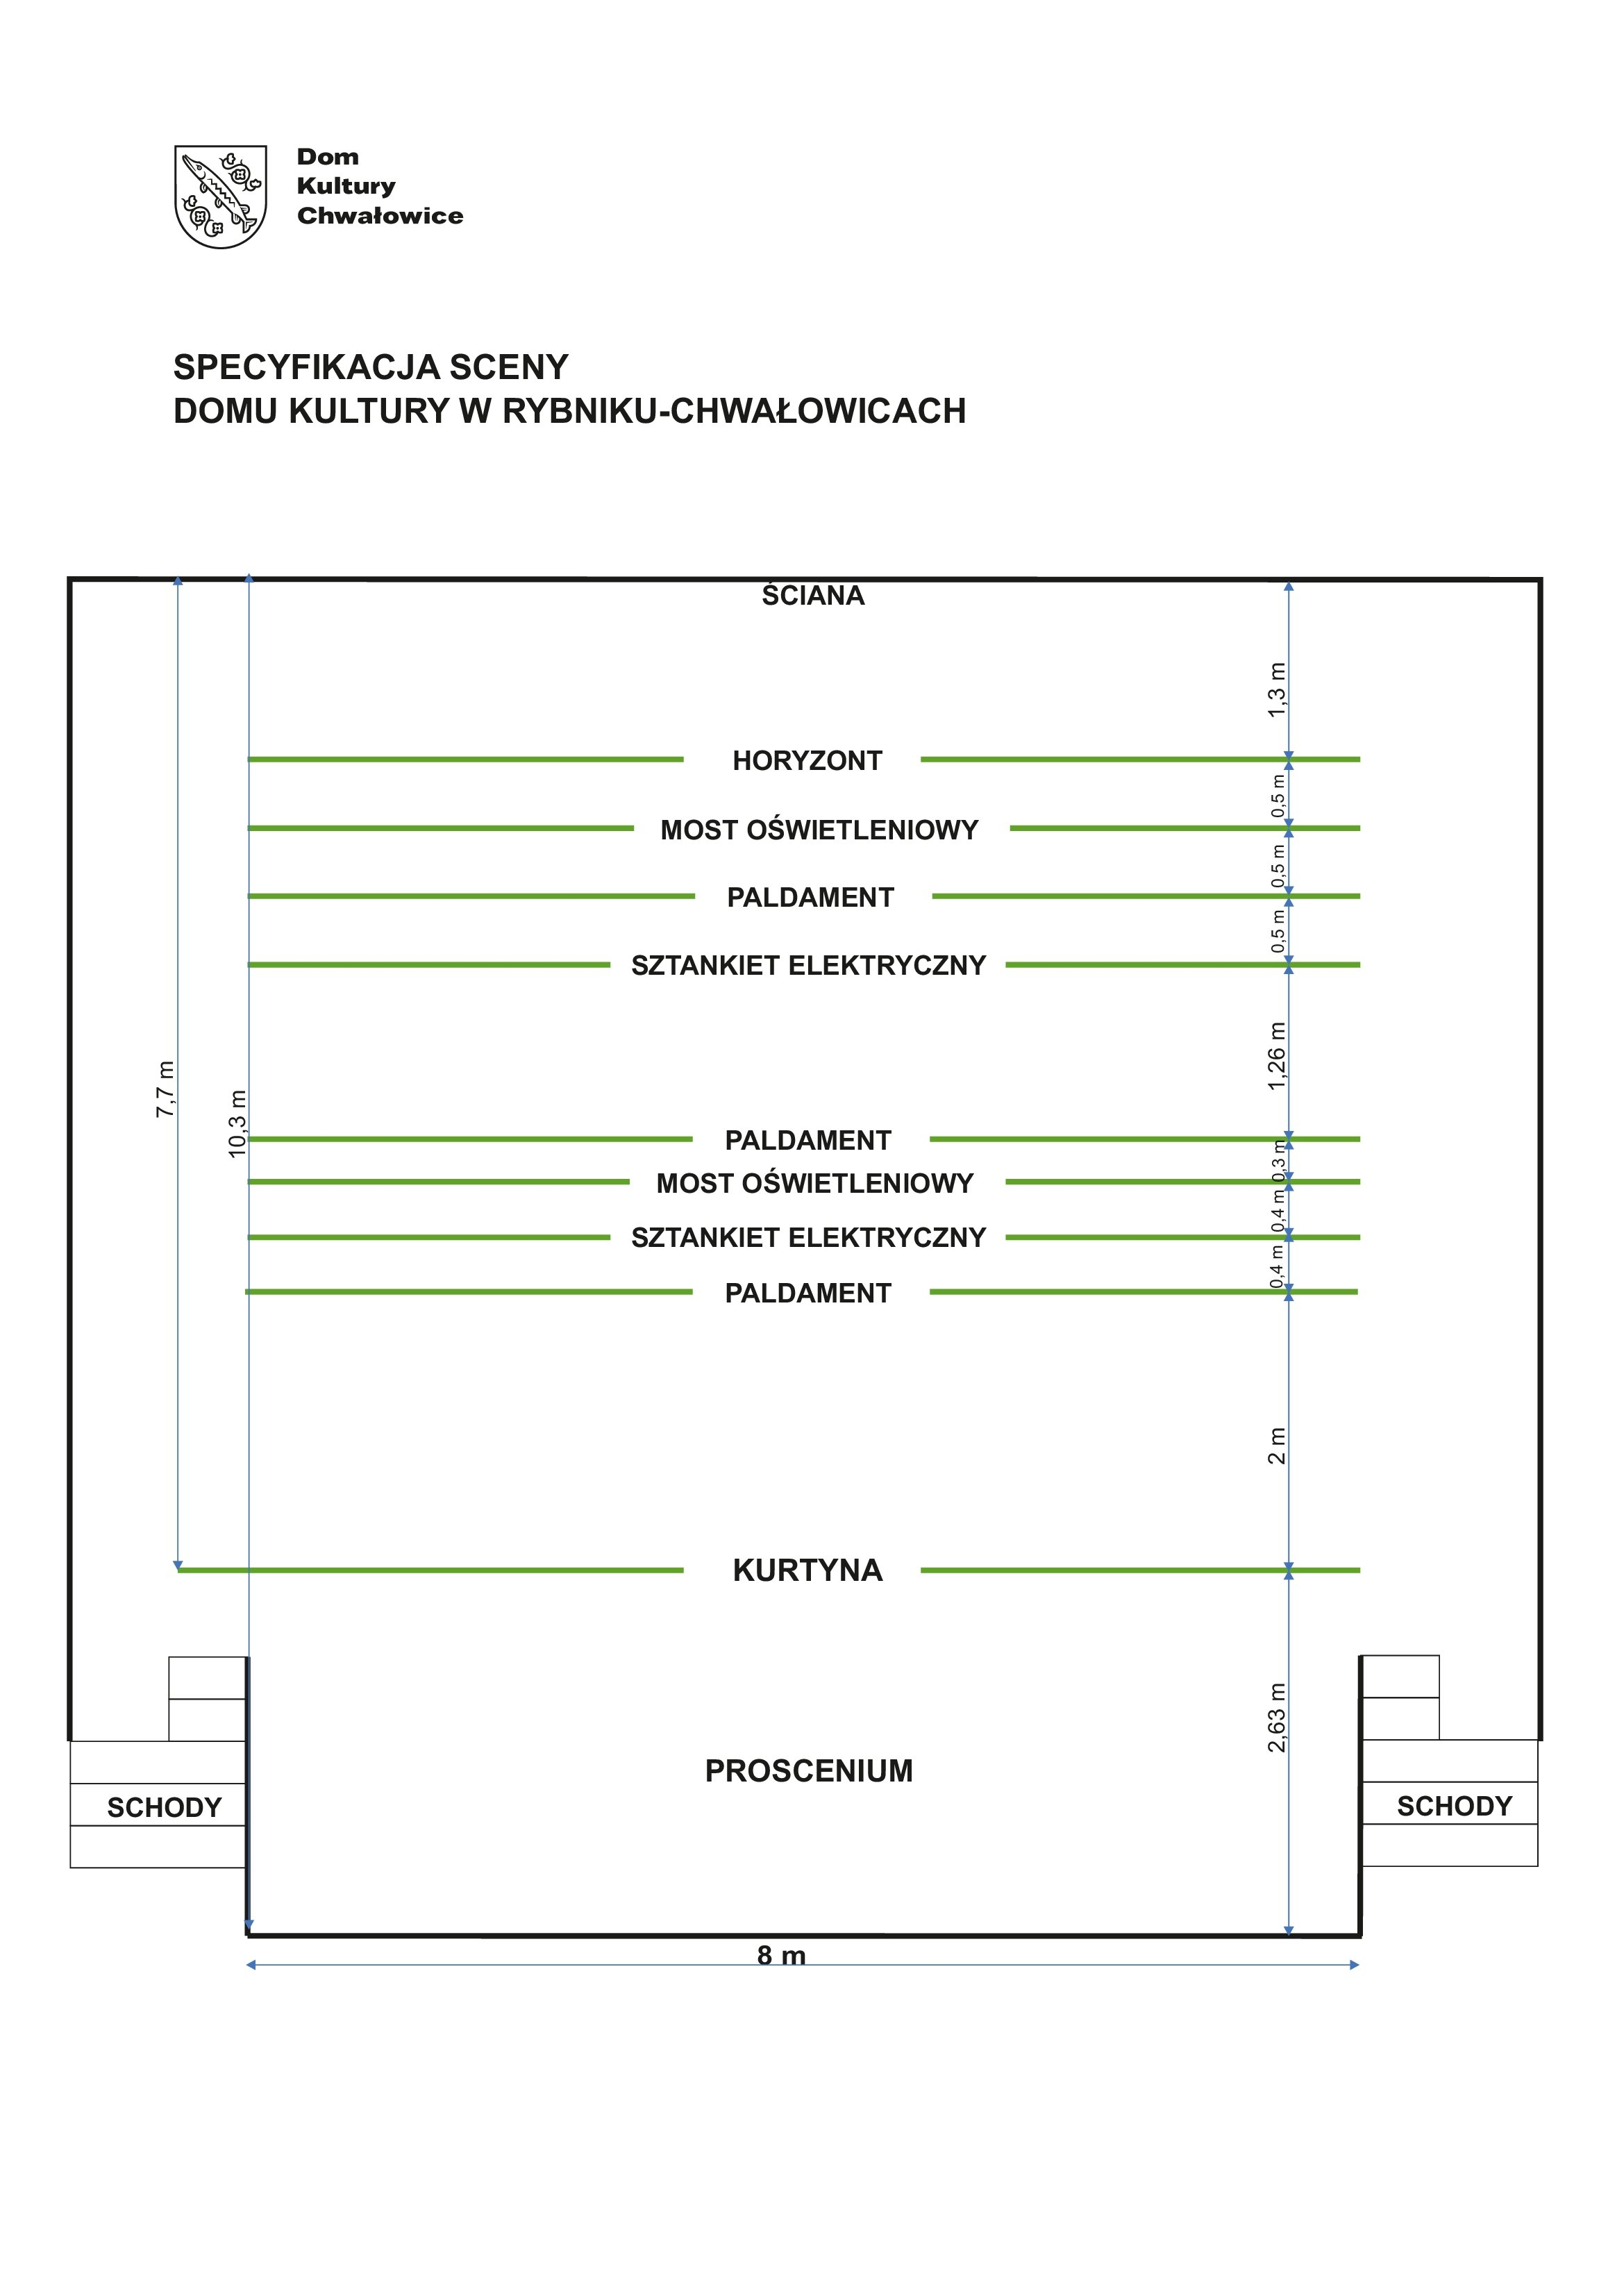 Dom
Kultury
Chwałowice
SPECYFIKACJA SCENY
DOMU KULTURY W RYBNIKU-CHWAŁOWICACH
ŚCIANA
1,3 m
HORYZONT
0,5 m
MOST OŚWIETLENIOWY
0,5 m
PALDAMENT
0,5 m
SZTANKIET ELEKTRYCZNY
1,26 m
7,7 m
10,3 m
PALDAMENT
0,3 m
MOST OŚWIETLENIOWY
0,4 m
SZTANKIET ELEKTRYCZNY
0,4 m
PALDAMENT
2 m
KURTYNA
2,63 m
PROSCENIUM
SCHODY
SCHODY
8 m